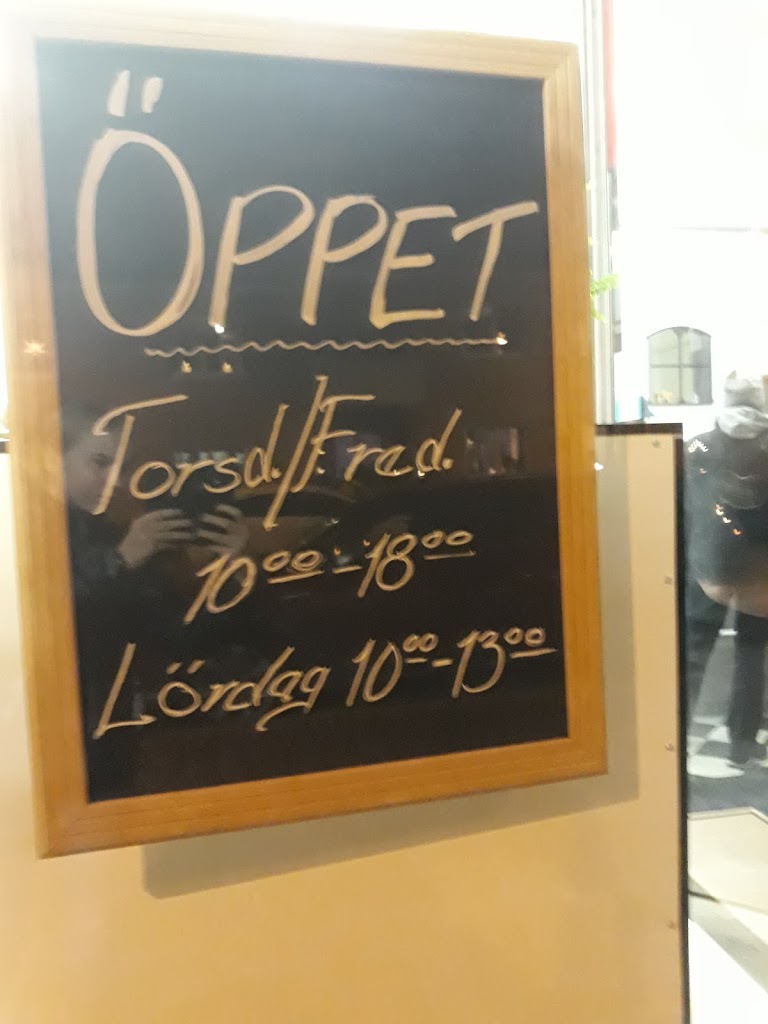 ÖPPET
Torsd./Fred.
10⁰⁰-18⁰⁰
Lördag 10⁰⁰-13⁰⁰